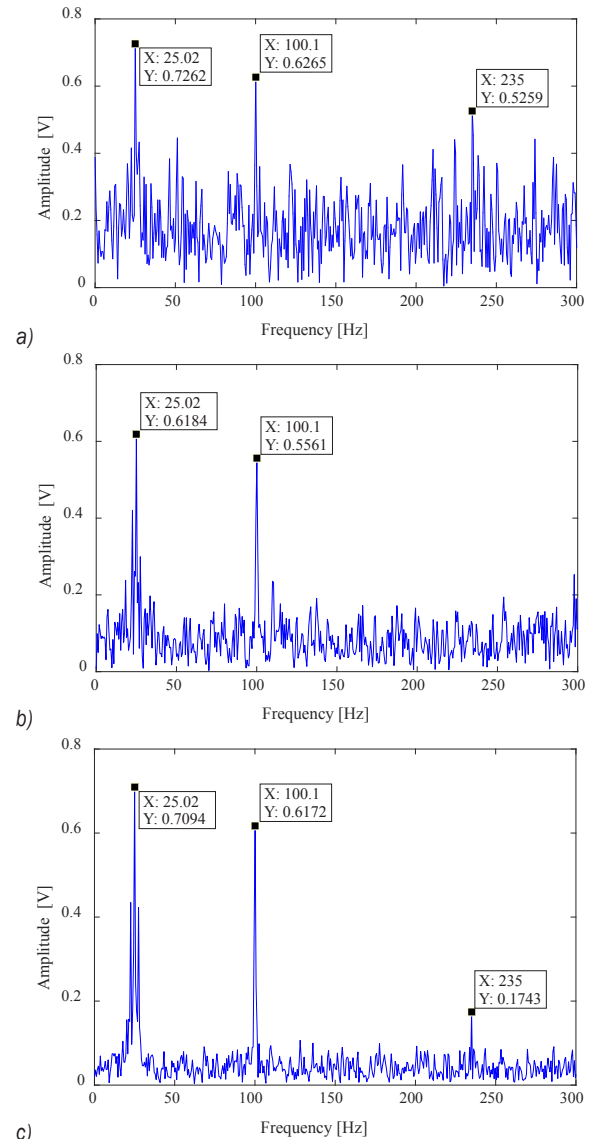 0.8
X: 25.02
Y: 0.7262
X: 100.1
Y: 0.6265
X: 235
Y: 0.5259
0.6
0.4
0.2
0
Amplitude [V]
0 50 100 150 200 250 300
Frequency [Hz]
a)
0.8
X: 25.02
Y: 0.6184
X: 100.1
Y: 0.5561
0.6
0.4
0.2
0
Amplitude [V]
0 50 100 150 200 250 300
Frequency [Hz]
b)
0.8
X: 25.02
Y: 0.7094
X: 100.1
Y: 0.6172
0.6
0.4
X: 235
Y: 0.1743
0.2
0
Amplitude [V]
0 50 100 150 200 250 300
Frequency [Hz]
c)